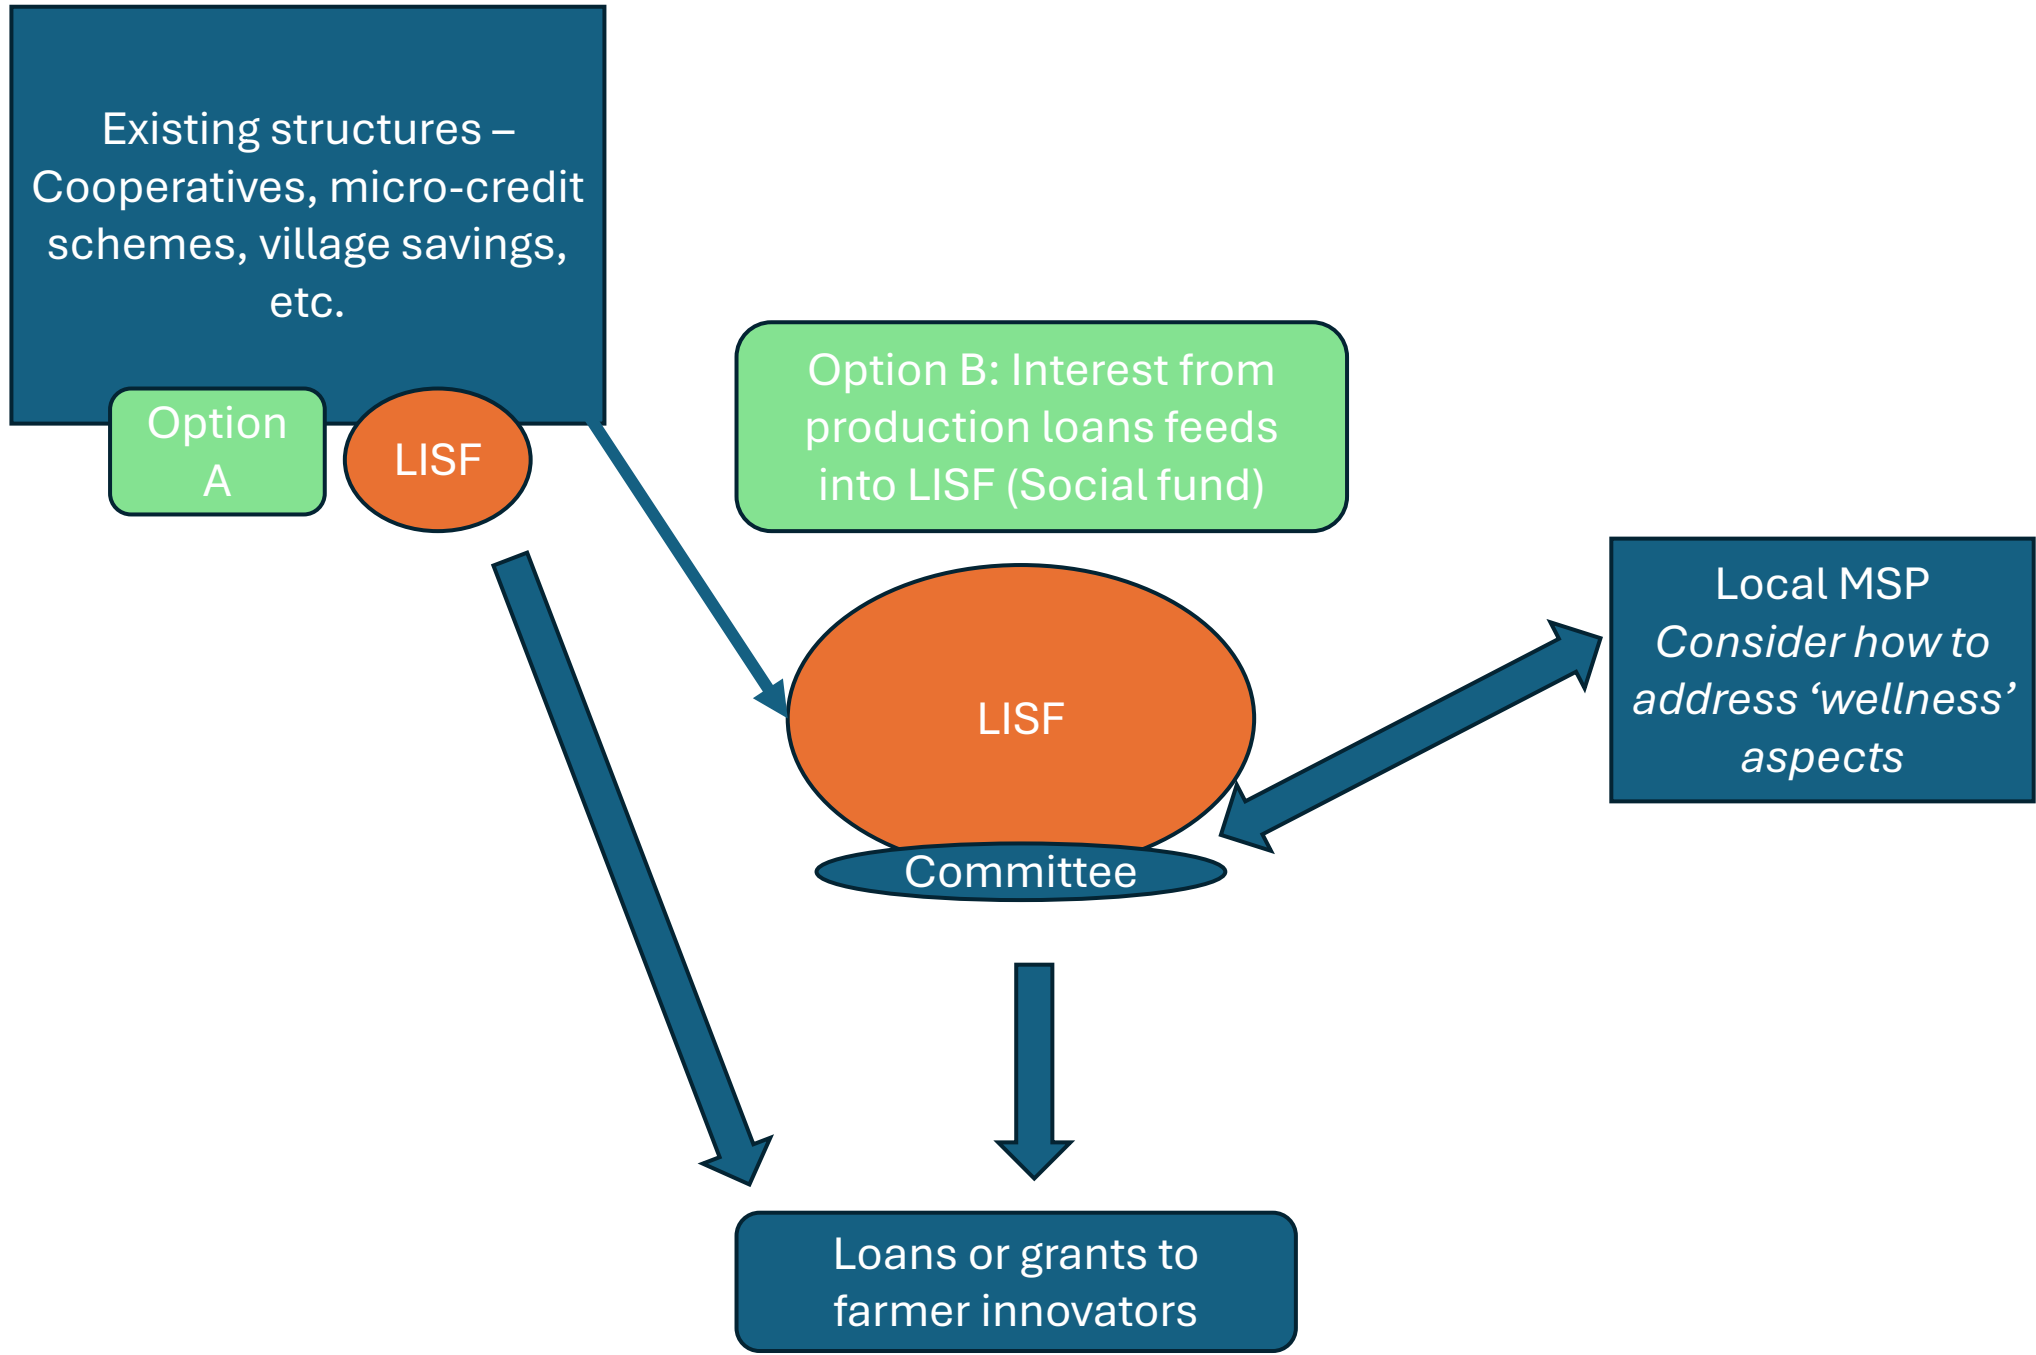 Existing structures –
Cooperatives, micro-credit
schemes, village savings,
etc.
Option
A
LISF
Option B: Interest from
production loans feeds
into LISF (Social fund)
LISF
Committee
Local MSP
Consider how to
address ‘wellness’
aspects
Loans or grants to
farmer innovators